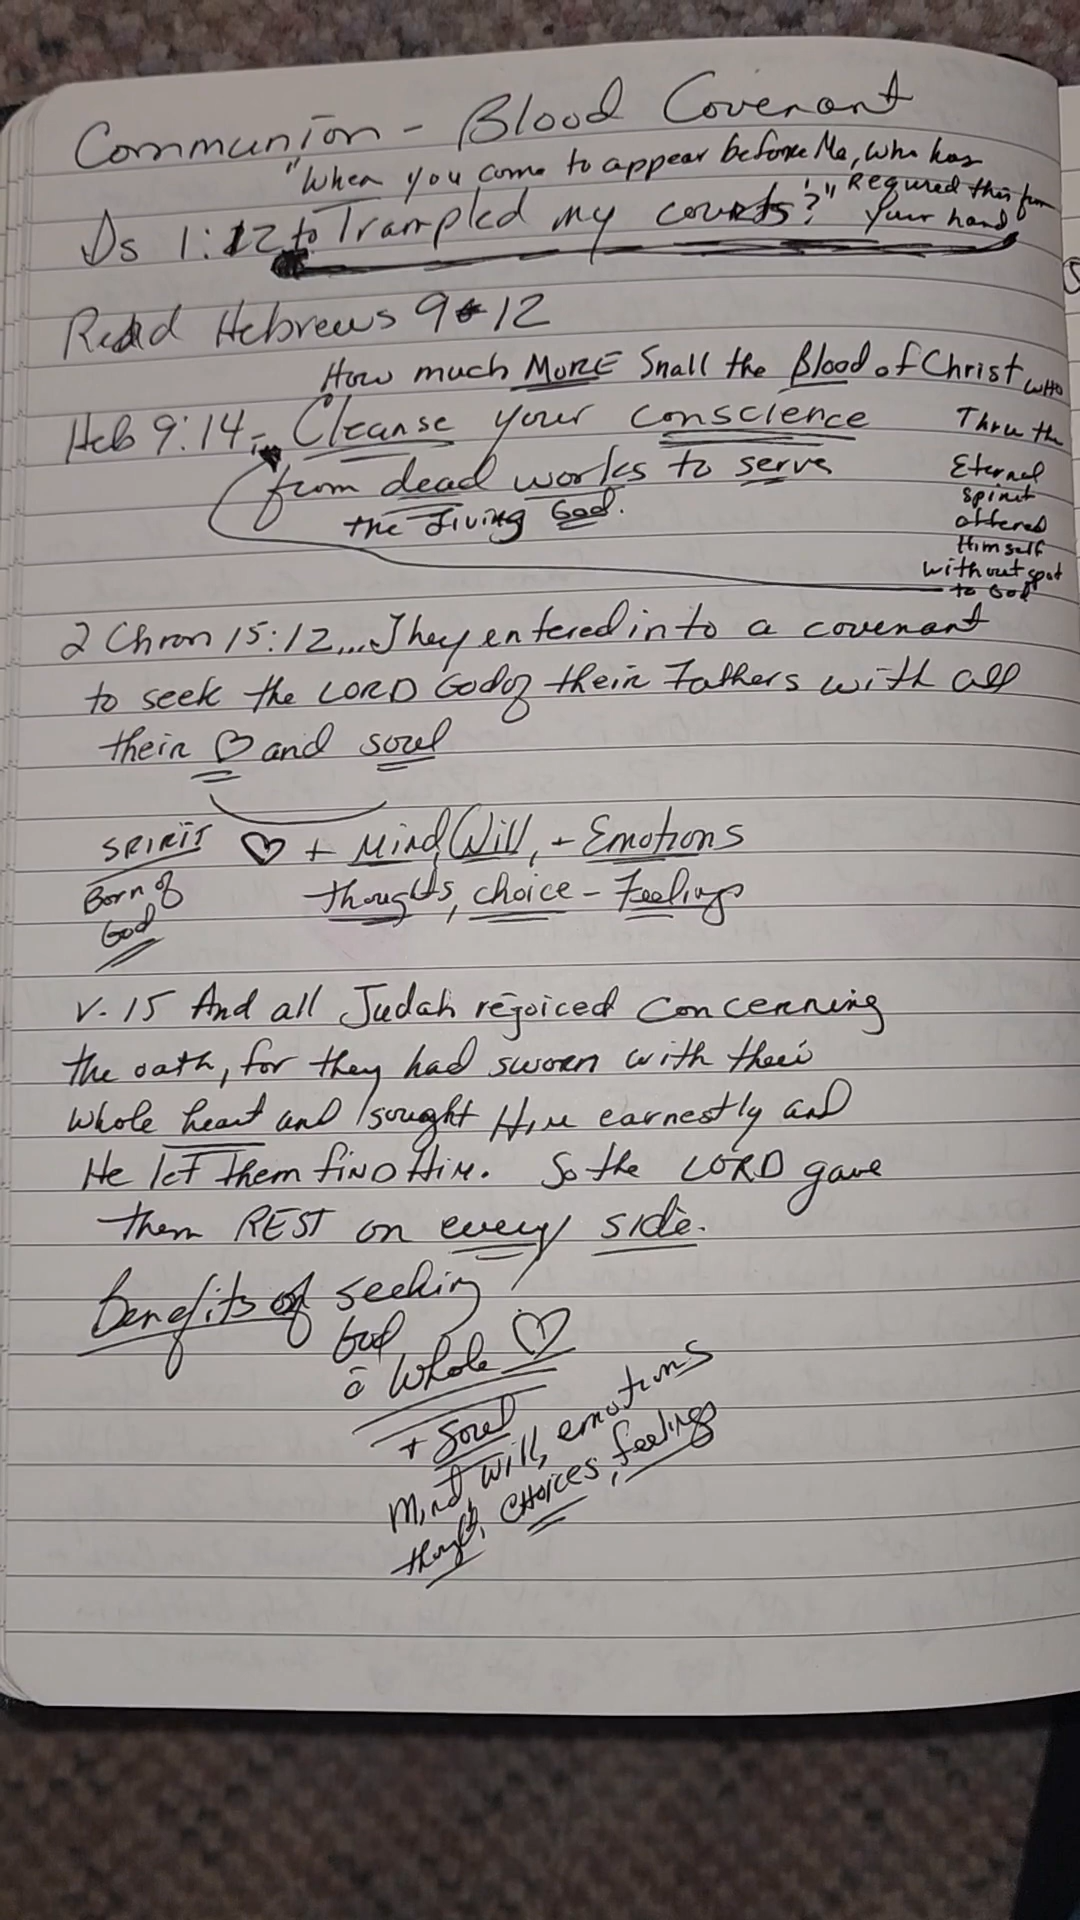 Communion - Blood Covenant
"When you come to appear before Me, who has
Required this from
Your hand
Is 1:12 to Trampled my courts?"
Read Hebrews 9 12
How much MORE Shall the Blood of Christ WHO
Thru the
Eternal
Spirit
offered
Himself
without spot
to God
Heb 9:14 - Cleanse your conscience
from dead works to serve
the Living God.
2 Chron 15:12.... They entered into a covenant
to seek the LORD God of their Fathers with all
their ♡ and soul
SPIRIT ♡ + Mind, Will, + Emotions
Born of thoughts, choice - Feelings
God
v. 15 And all Judah rejoiced concerning
the oath, for they had sworn with their
whole heart and sought Him earnestly and
He let them find Him. So the LORD gave
them REST on every side.
Benefits of seeking
God
c̄ Whole ♡
+ Soul
Mind, will, emotions
though, CHOICES, feelings